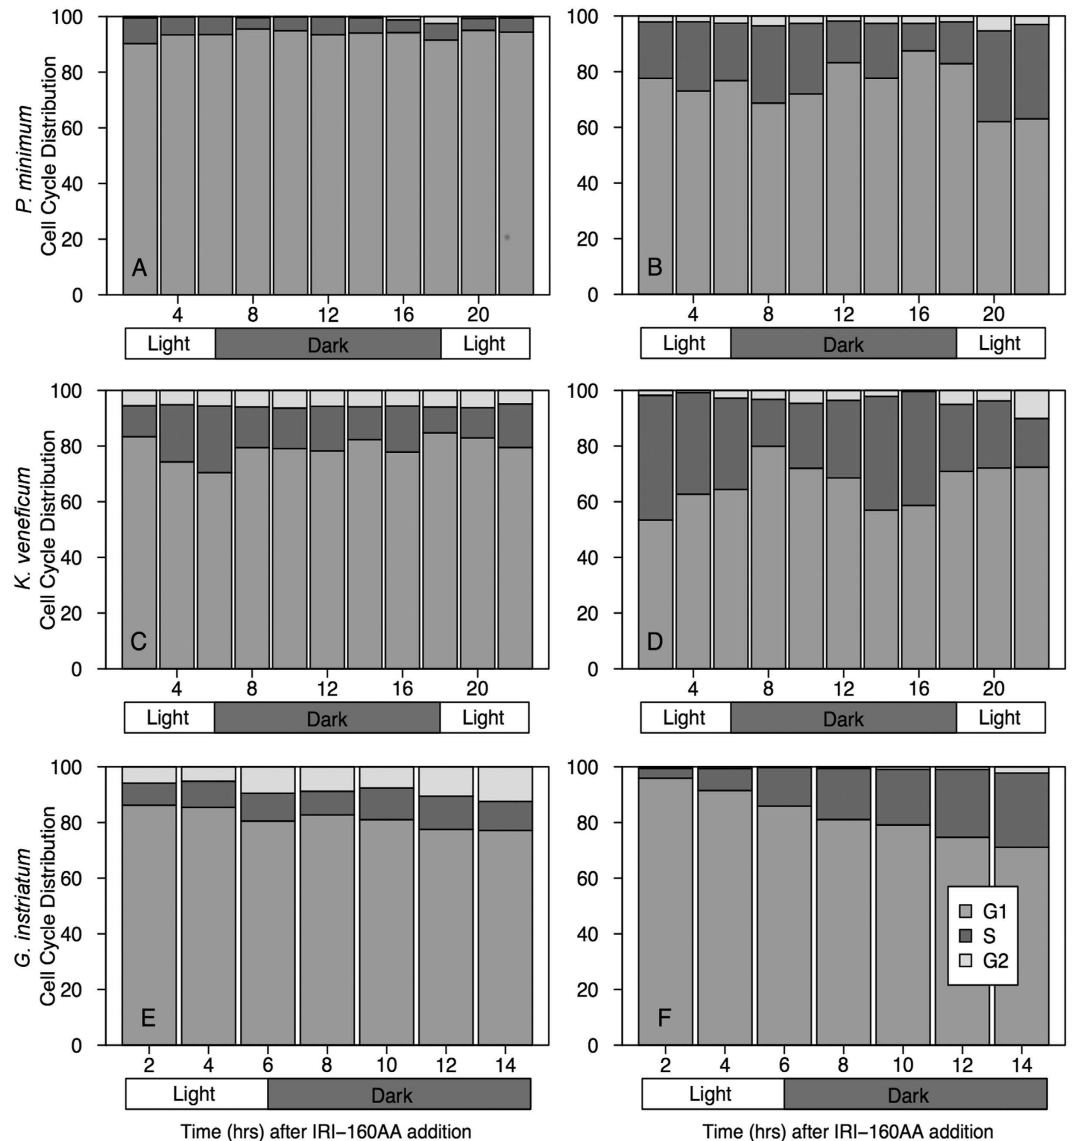 P. minimum
Cell Cycle Distribution
100
80
60
40
20
0
A
4 8 12 16 20
Light Dark Light
100
80
60
40
20
0
B
4 8 12 16 20
Light Dark Light
K. veneficum
Cell Cycle Distribution
100
80
60
40
20
0
C
4 8 12 16 20
Light Dark Light
100
80
60
40
20
0
D
4 8 12 16 20
Light Dark Light
G. instriatum
Cell Cycle Distribution
100
80
60
40
20
0
E
2 4 6 8 10 12 14
Light Dark
Time (hrs) after IRI−160AA addition
100
80
60
40
20
0
F
G1
S
G2
2 4 6 8 10 12 14
Light Dark
Time (hrs) after IRI−160AA addition